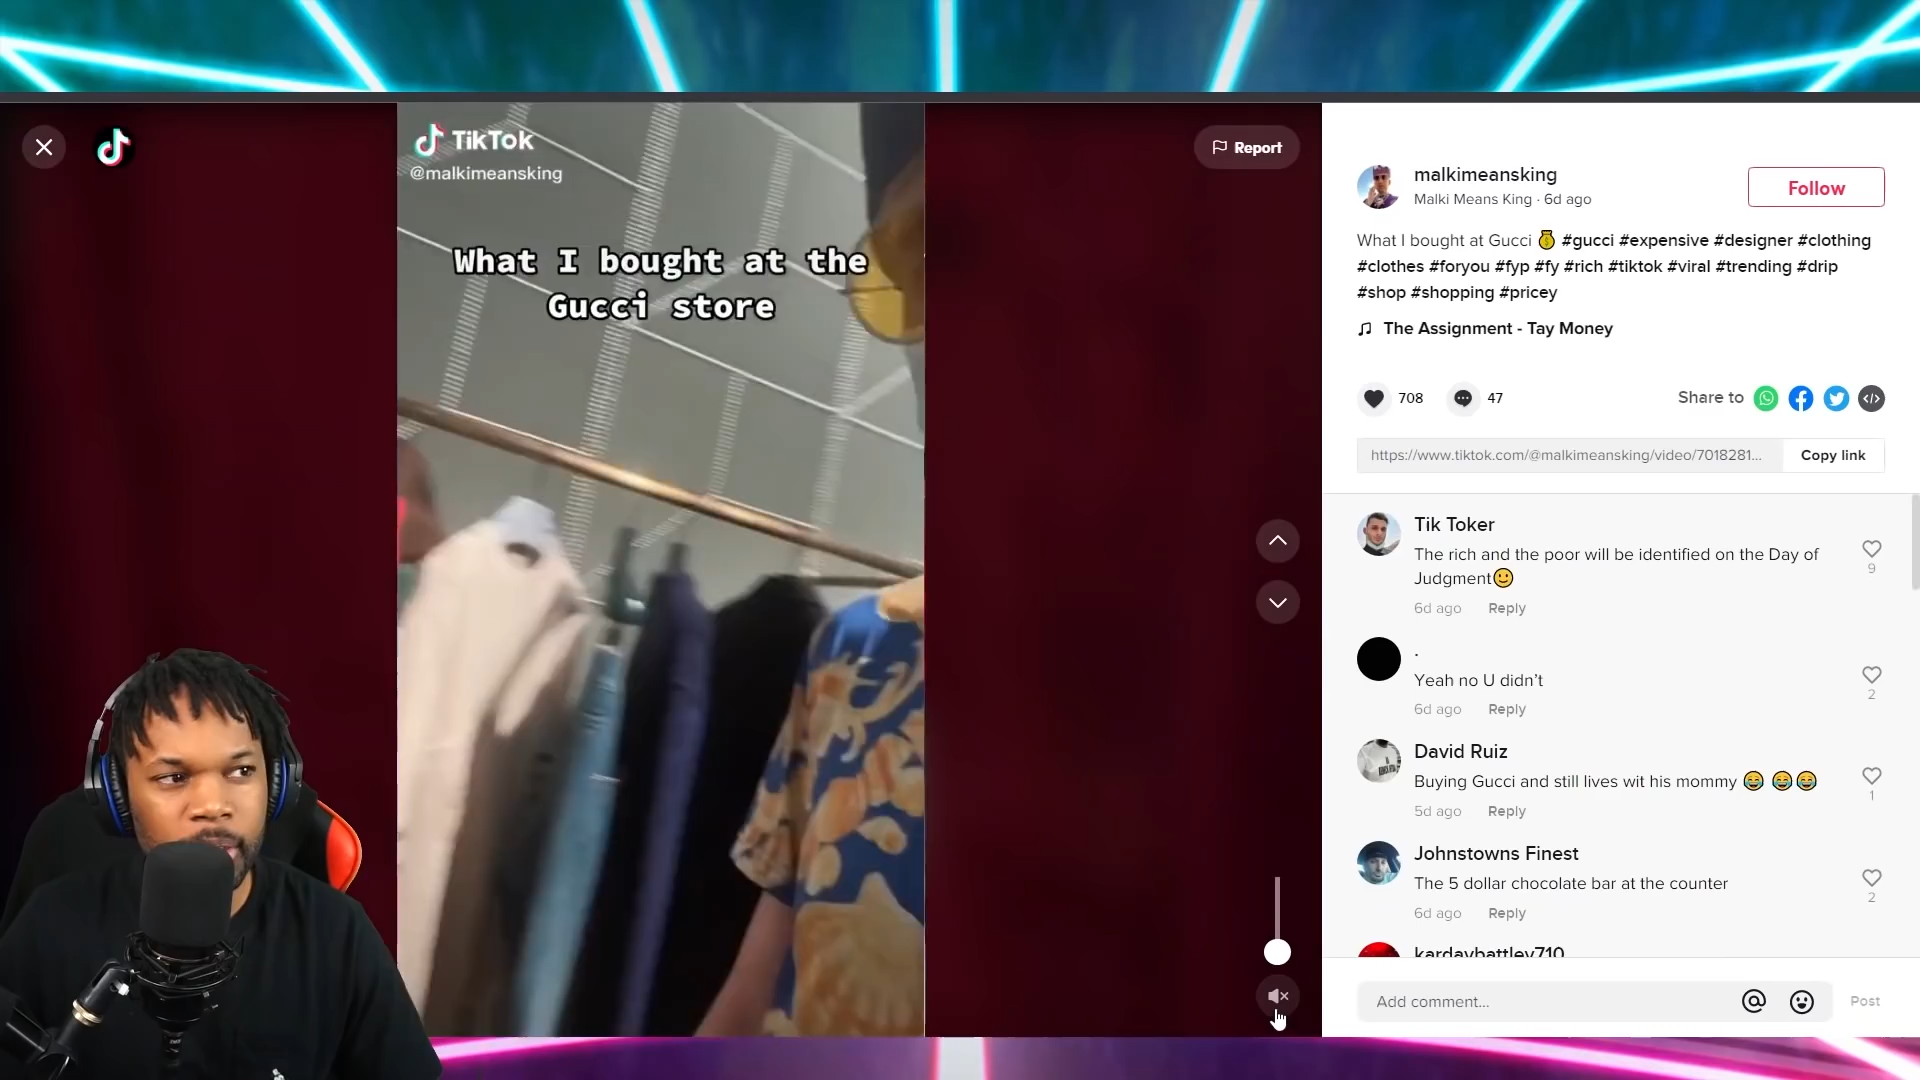 TikTok
@malkimeansking
What I bought at the
Gucci store
Report
malkimeansking
Malki Means King · 6d ago
Follow
What I bought at Gucci 💰 #gucci #expensive #designer #clothing
#clothes #foryou #fyp #fy #rich #tiktok #viral #trending #drip
#shop #shopping #pricey
The Assignment - Tay Money
708
47
Share to
https://www.tiktok.com/@malkimeansking/video/7018281...
Copy link
Tik Toker
The rich and the poor will be identified on the Day of
Judgment🙂
9
6d ago Reply
.
Yeah no U didn't
2
6d ago Reply
David Ruiz
Buying Gucci and still lives wit his mommy 😂 😂😂
1
5d ago Reply
Johnstowns Finest
The 5 dollar chocolate bar at the counter
2
6d ago Reply
kardaybattley710
Add comment...
Post